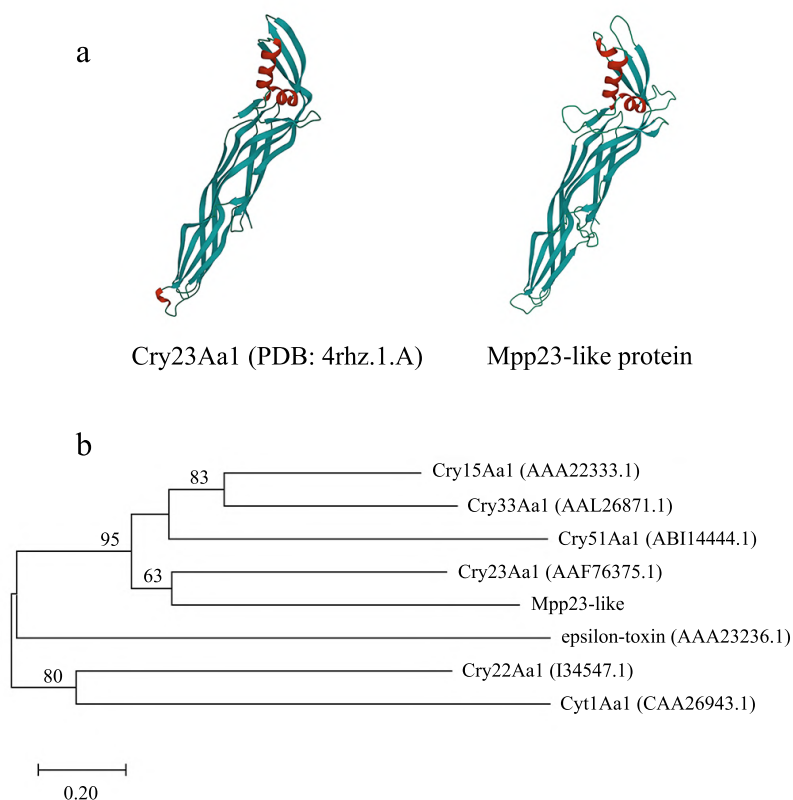 a
Cry23Aa1 (PDB: 4rhz.1.A)
Mpp23-like protein
b
83
Cry15Aa1 (AAA22333.1)
Cry33Aa1 (AAL26871.1)
95
Cry51Aa1 (ABI14444.1)
63
Cry23Aa1 (AAF76375.1)
Mpp23-like
epsilon-toxin (AAA23236.1)
80
Cry22Aa1 (I34547.1)
Cyt1Aa1 (CAA26943.1)
0.20